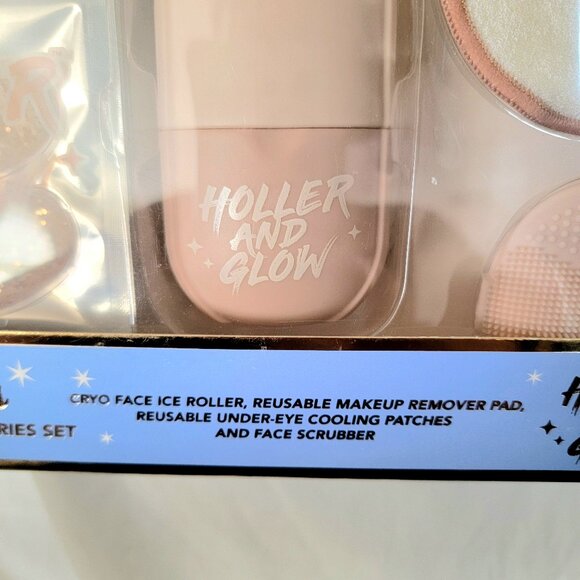 HOLLER
AND
GLOW
CRYO FACE ICE ROLLER, REUSABLE MAKEUP REMOVER PAD,
REUSABLE UNDER-EYE COOLING PATCHES
AND FACE SCRUBBER
SET